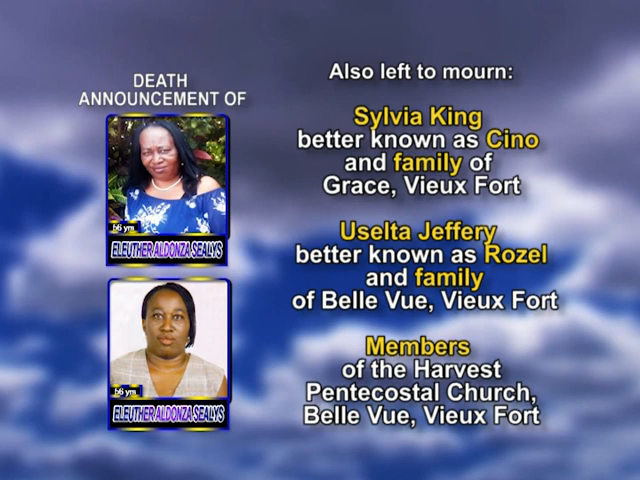 DEATH
ANNOUNCEMENT OF
56 yrs
ELEUTHER ALDONZA SEALYS
56 yrs
ELEUTHER ALDONZA SEALYS
Also left to mourn:
Sylvia King
better known as Cino
and family of
Grace, Vieux Fort
Uselta Jeffery
better known as Rozel
and family
of Belle Vue, Vieux Fort
Members
of the Harvest
Pentecostal Church,
Belle Vue, Vieux Fort